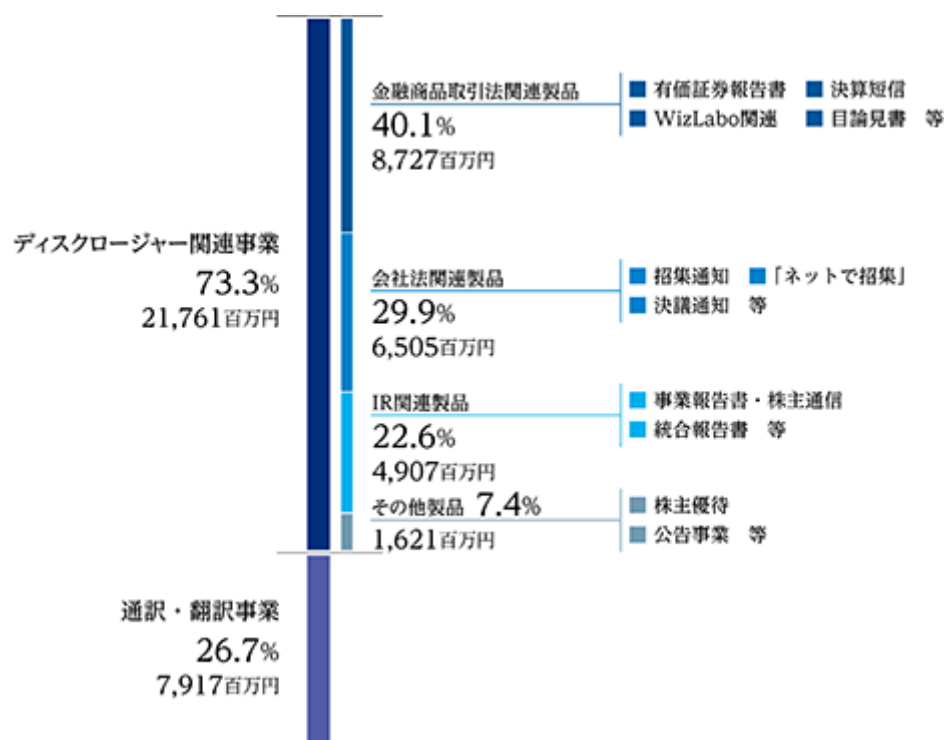 金融商品取引法関連製品
40.1%
8,727百万円
有価証券報告書 決算短信
WizLabo関連 目論見書 等
ディスクロージャー関連事業
73.3%
21,761百万円
会社法関連製品
29.9%
6,505百万円
招集通知 「ネットで招集」
決議通知 等
IR関連製品
22.6%
4,907百万円
事業報告書・株主通信
統合報告書 等
その他製品 7.4%
1,621百万円
株主優待
公告事業 等
通訳・翻訳事業
26.7%
7,917百万円